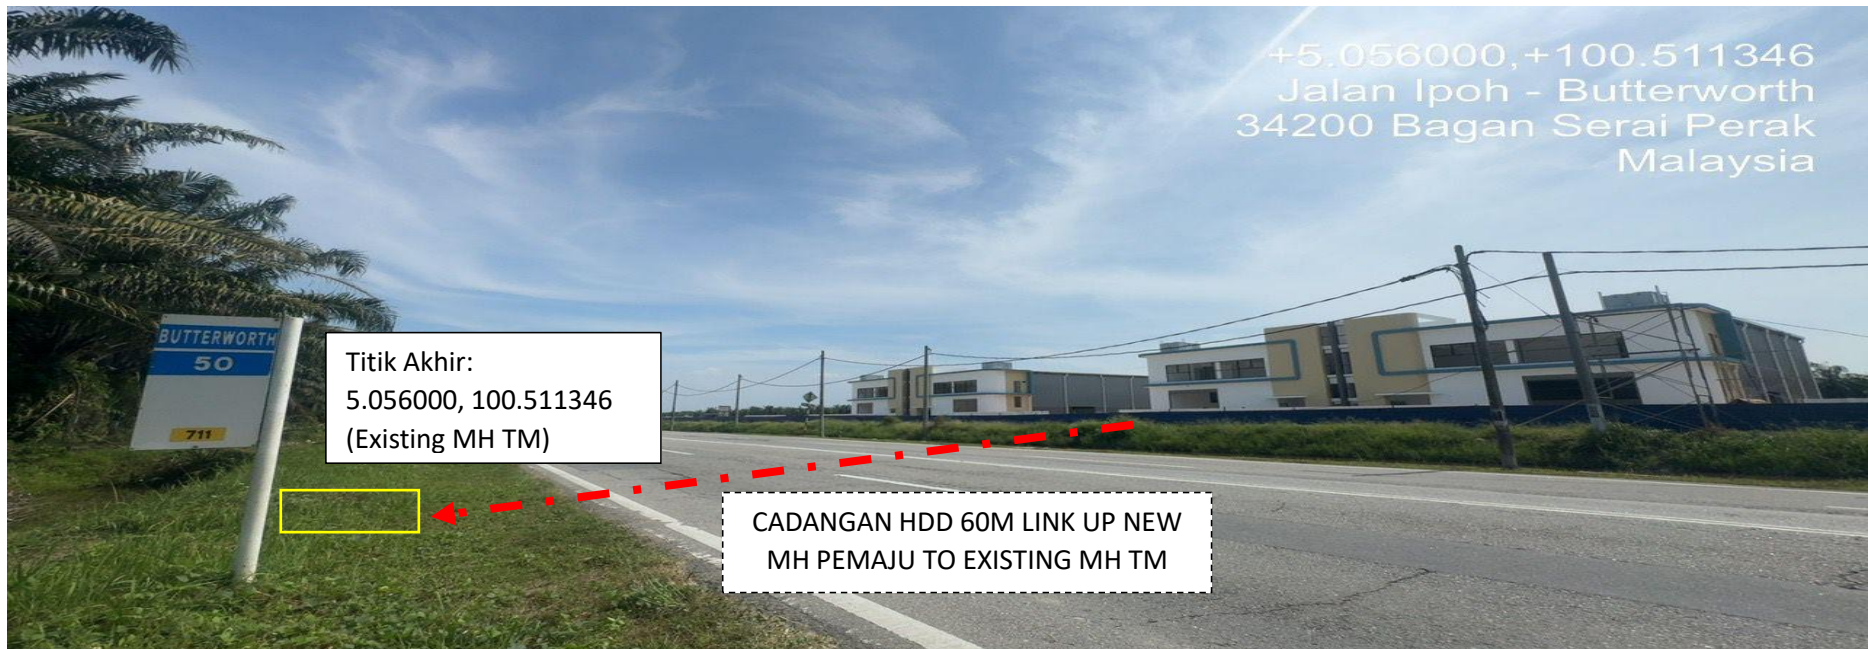 +5.056000,+100.511346
Jalan Ipoh - Butterworth
34200 Bagan Serai Perak
Malaysia
BUTTERWORTH
50
711
Titik Akhir:
5.056000, 100.511346
(Existing MH TM)
CADANGAN HDD 60M LINK UP NEW
MH PEMAJU TO EXISTING MH TM